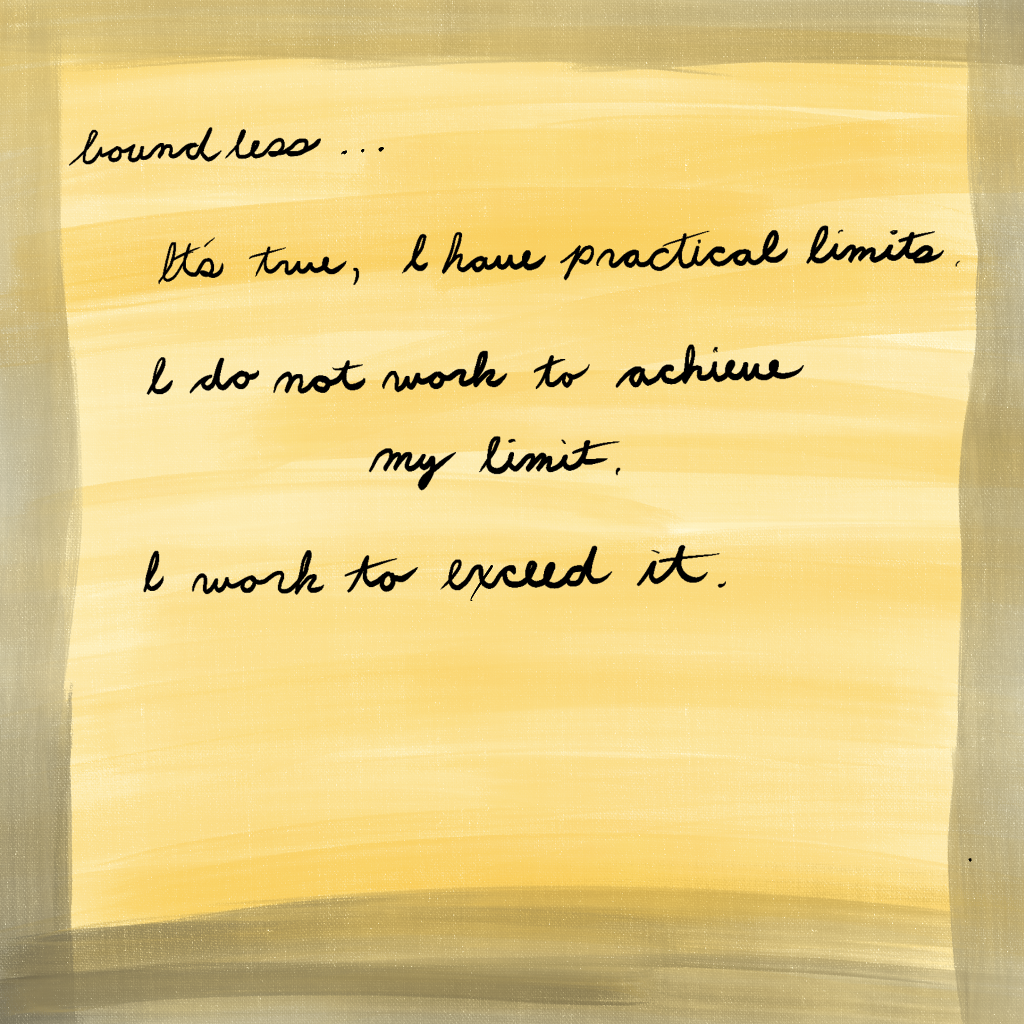 boundless ...
It's true, I have practical limits.
I do not work to achieve
my limit.
I work to exceed it.